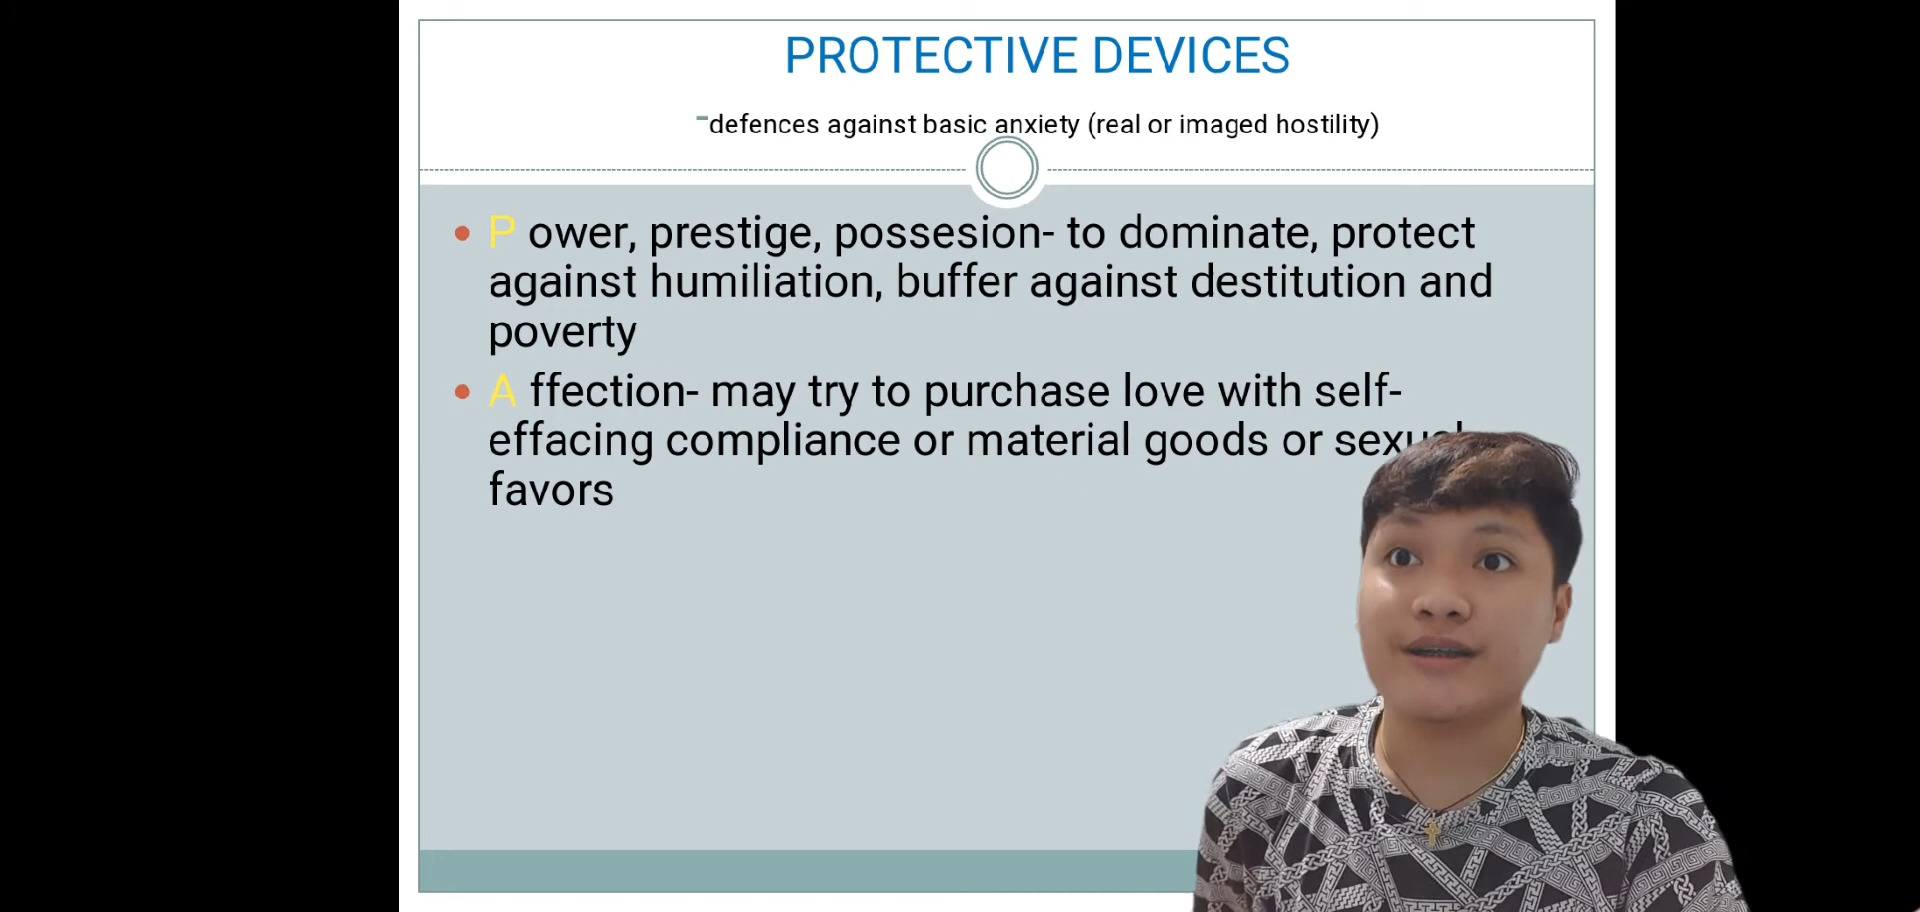 PROTECTIVE DEVICES
-defences against basic anxiety (real or imaged hostility)
• P ower, prestige, possesion- to dominate, protect
against humiliation, buffer against destitution and
poverty
• A ffection- may try to purchase love with self-
effacing compliance or material goods or sexual
favors